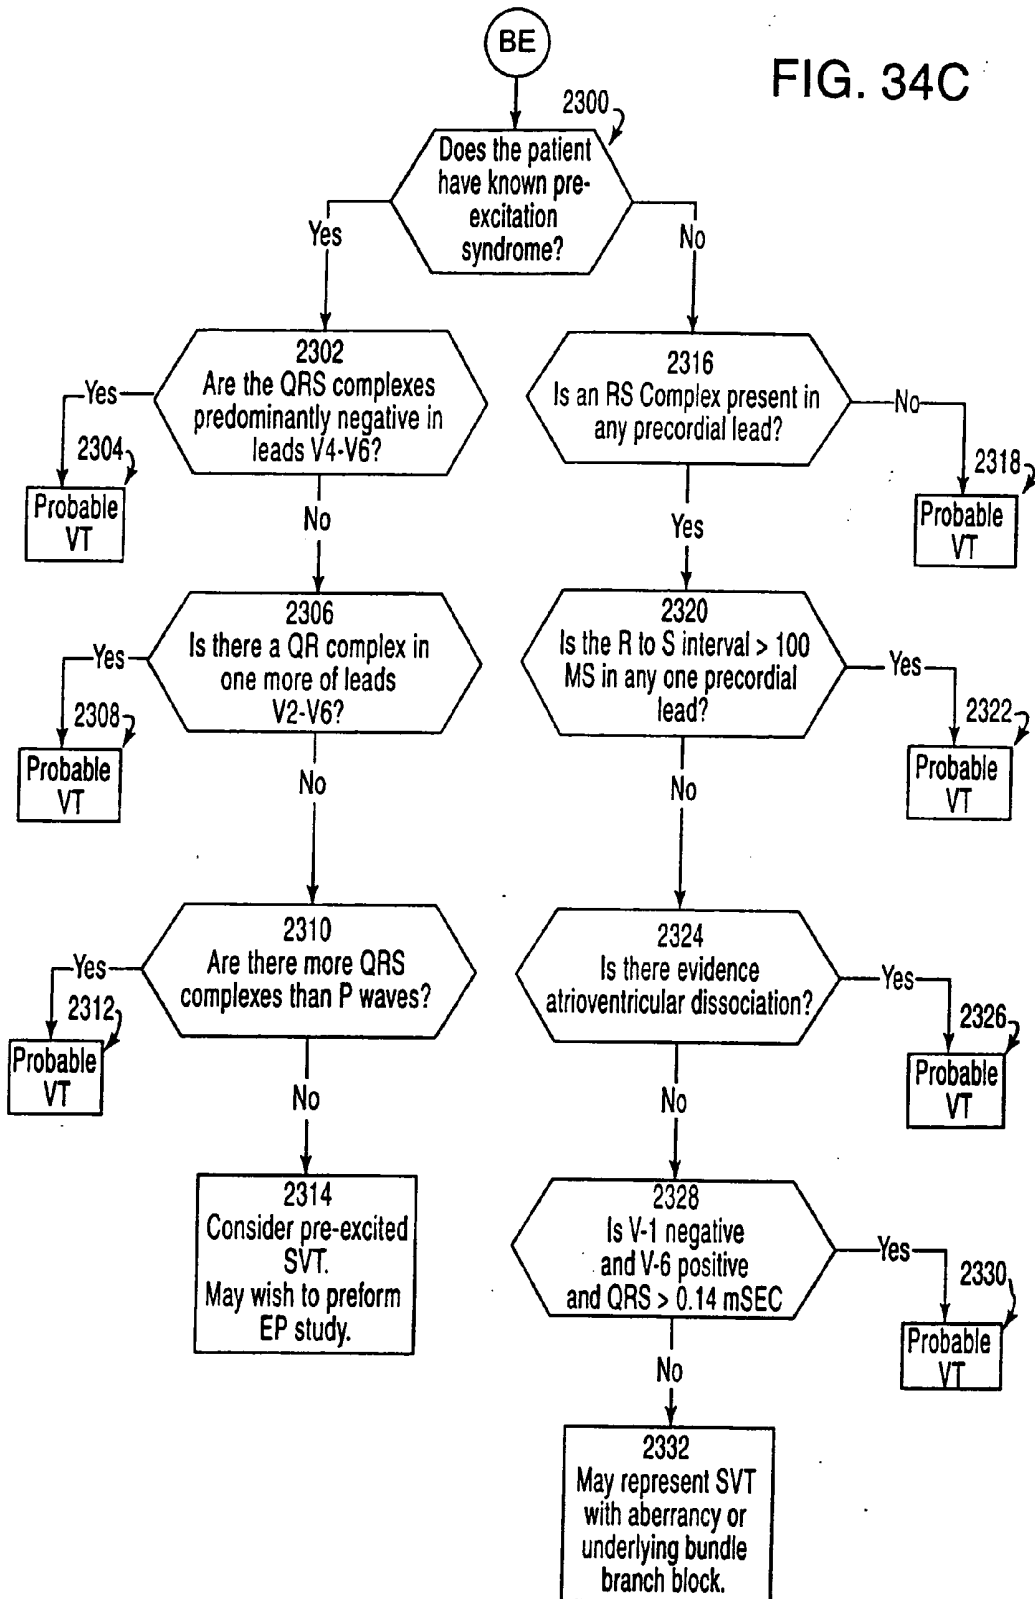 BE
FIG. 34C
2300
Does the patient
have known pre-
excitation
syndrome?
Yes
No
2302
Are the QRS complexes
predominantly negative in
leads V4-V6?
Yes
2304
Probable
VT
No
2316
Is an RS Complex present in
any precordial lead?
No
2318
Probable
VT
Yes
2306
Is there a QR complex in
one more of leads
V2-V6?
Yes
2308
Probable
VT
No
2320
Is the R to S interval > 100
MS in any one precordial
lead?
Yes
2322
Probable
VT
No
2310
Are there more QRS
complexes than P waves?
Yes
2312
Probable
VT
No
2324
Is there evidence
atrioventricular dissociation?
Yes
2326
Probable
VT
No
2314
Consider pre-excited
SVT.
May wish to preform
EP study.
2328
Is V-1 negative
and V-6 positive
and QRS > 0.14 mSEC
Yes
2330
Probable
VT
No
2332
May represent SVT
with aberrancy or
underlying bundle
branch block.